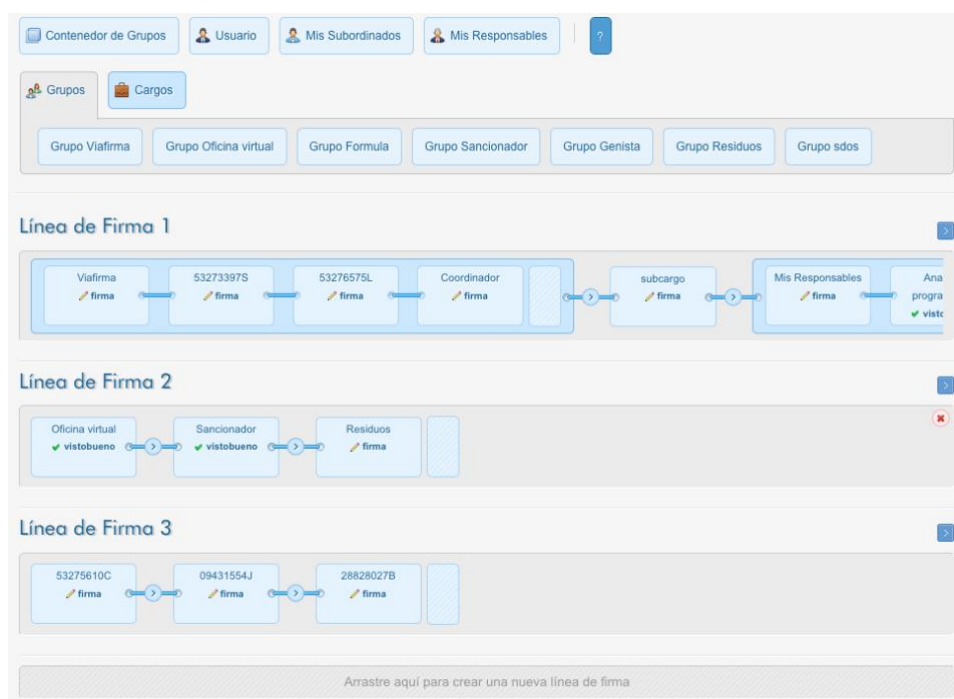 Contenedor de Grupos Usuario Mis Subordinados Mis Responsables ?
Grupos Cargos
Grupo Viafirma Grupo Oficina virtual Grupo Formula Grupo Sancionador Grupo Genista Grupo Residuos Grupo sdos
Línea de Firma 1
Viafirma 53273397S 53276575L Coordinador subcargo Mis Responsables Ana
firma firma firma firma firma firma progra
visto
Línea de Firma 2
Oficina virtual Sancionador Residuos
vistobueno vistobueno firma
Línea de Firma 3
53275610C 09431554J 28828027B
firma firma firma
Arrastre aquí para crear una nueva línea de firma